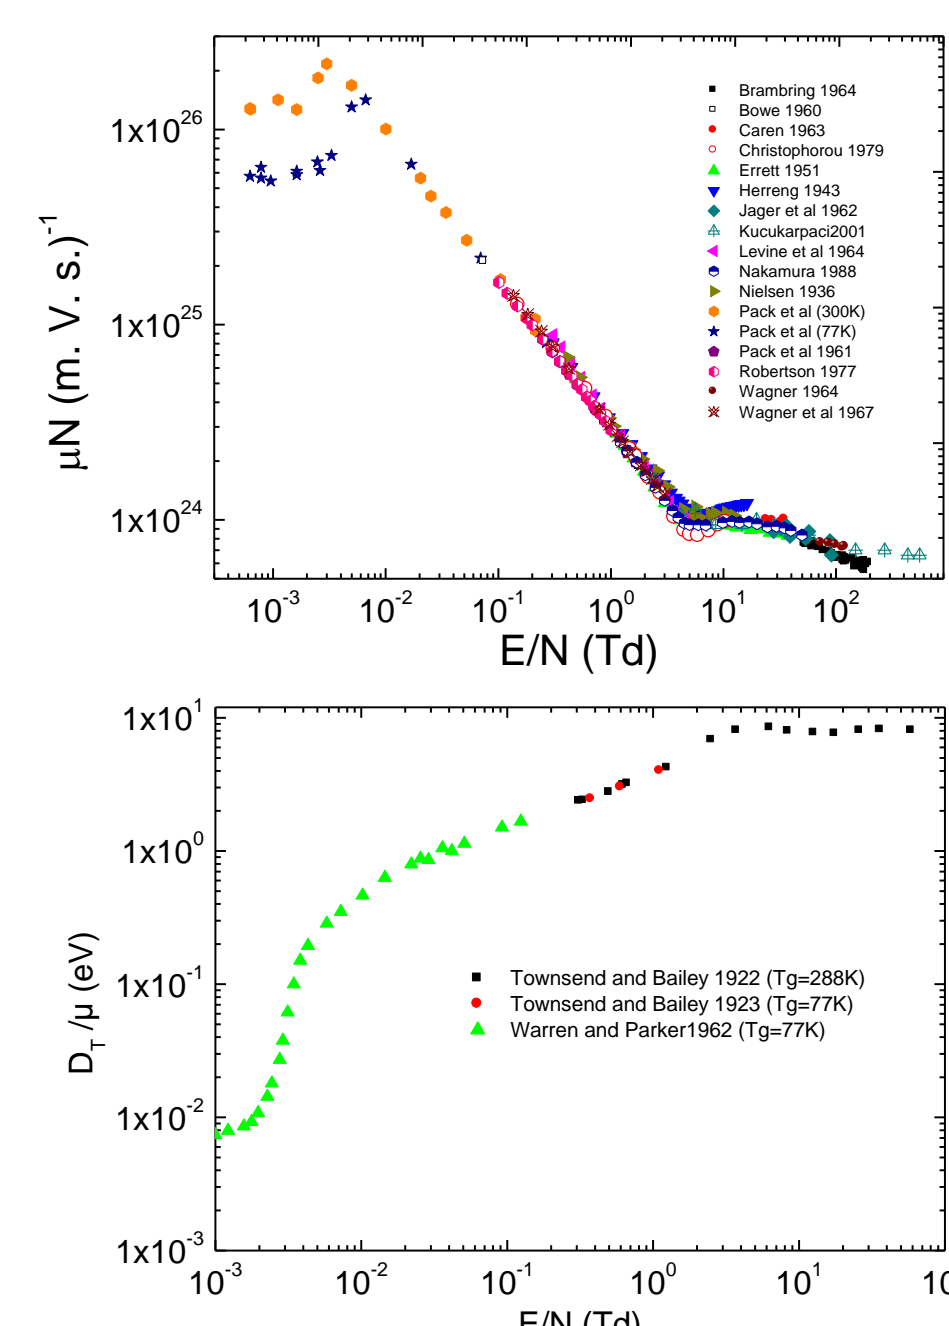 1x10^26
1x10^25
1x10^24
µN (m. V. s.)^-1
Brambring 1964
Bowe 1960
Caren 1963
Christophorou 1979
Errett 1951
Herreng 1943
Jager et al 1962
Kucukarpaci2001
Levine et al 1964
Nakamura 1988
Nielsen 1936
Pack et al (300K)
Pack et al (77K)
Pack et al 1961
Robertson 1977
Wagner 1964
Wagner et al 1967
10^-3 10^-2 10^-1 10^0 10^1 10^2
E/N (Td)
1x10^1
1x10^0
1x10^-1
1x10^-2
1x10^-3
D_T /µ (eV)
Townsend and Bailey 1922 (Tg=288K)
Townsend and Bailey 1923 (Tg=77K)
Warren and Parker1962 (Tg=77K)
10^-3 10^-2 10^-1 10^0 10^1
E/N (Td)